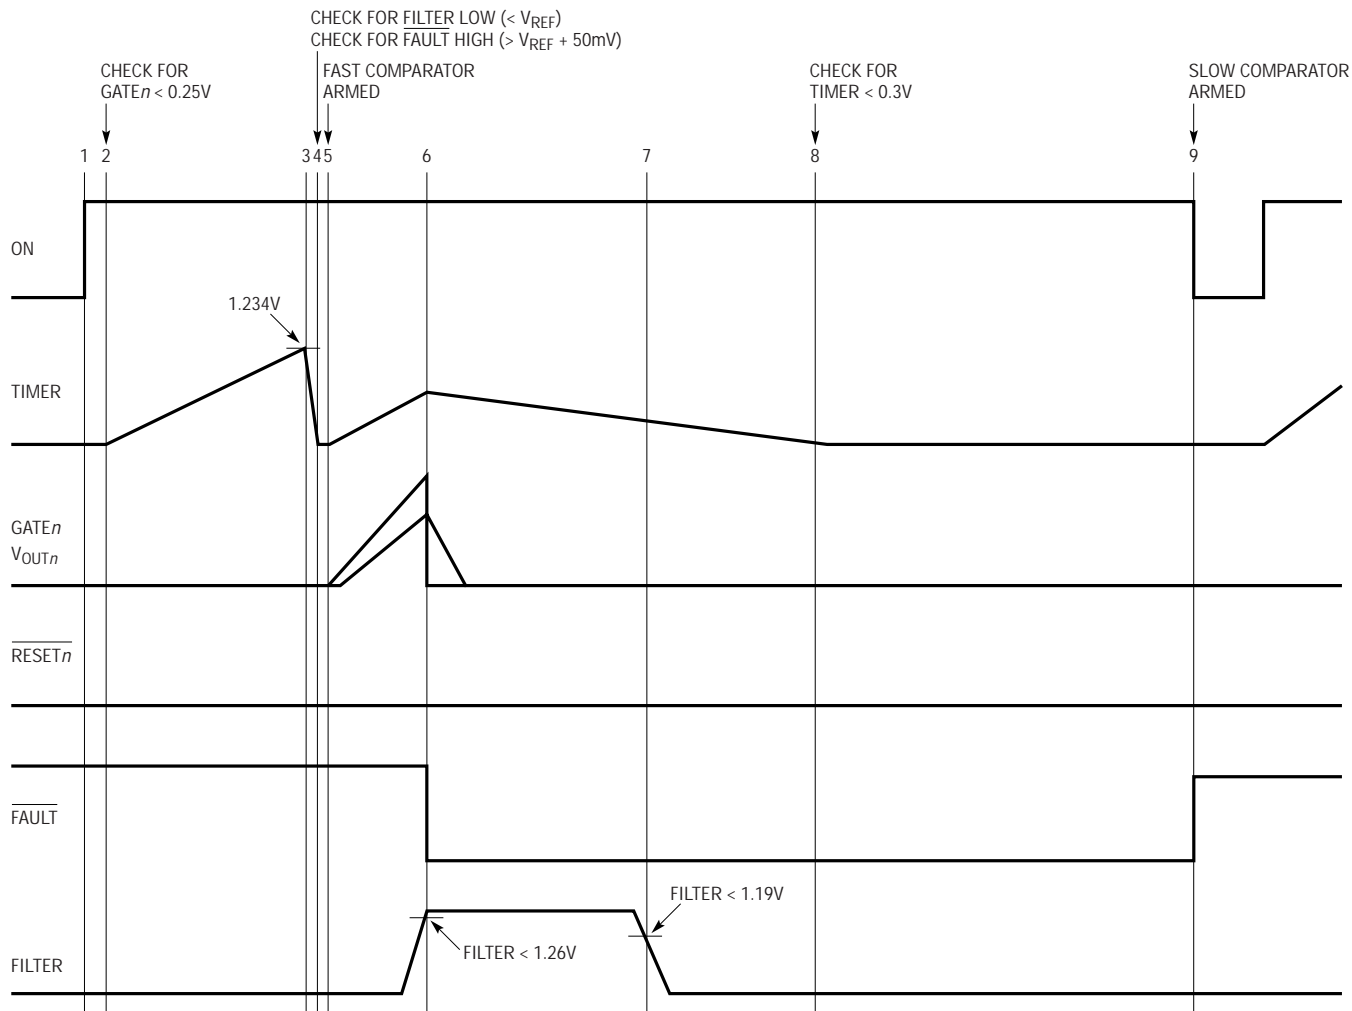 CHECK FOR FILTER LOW (< VREF)
CHECK FOR FAULT HIGH (> VREF + 50mV)
CHECK FOR
GATEn < 0.25V
FAST COMPARATOR
ARMED
CHECK FOR
TIMER < 0.3V
SLOW COMPARATOR
ARMED
1 2 3 4 5 6 7 8 9
ON
1.234V
TIMER
GATEn
VOUTn
RESETn
FAULT
FILTER < 1.19V
FILTER < 1.26V
FILTER